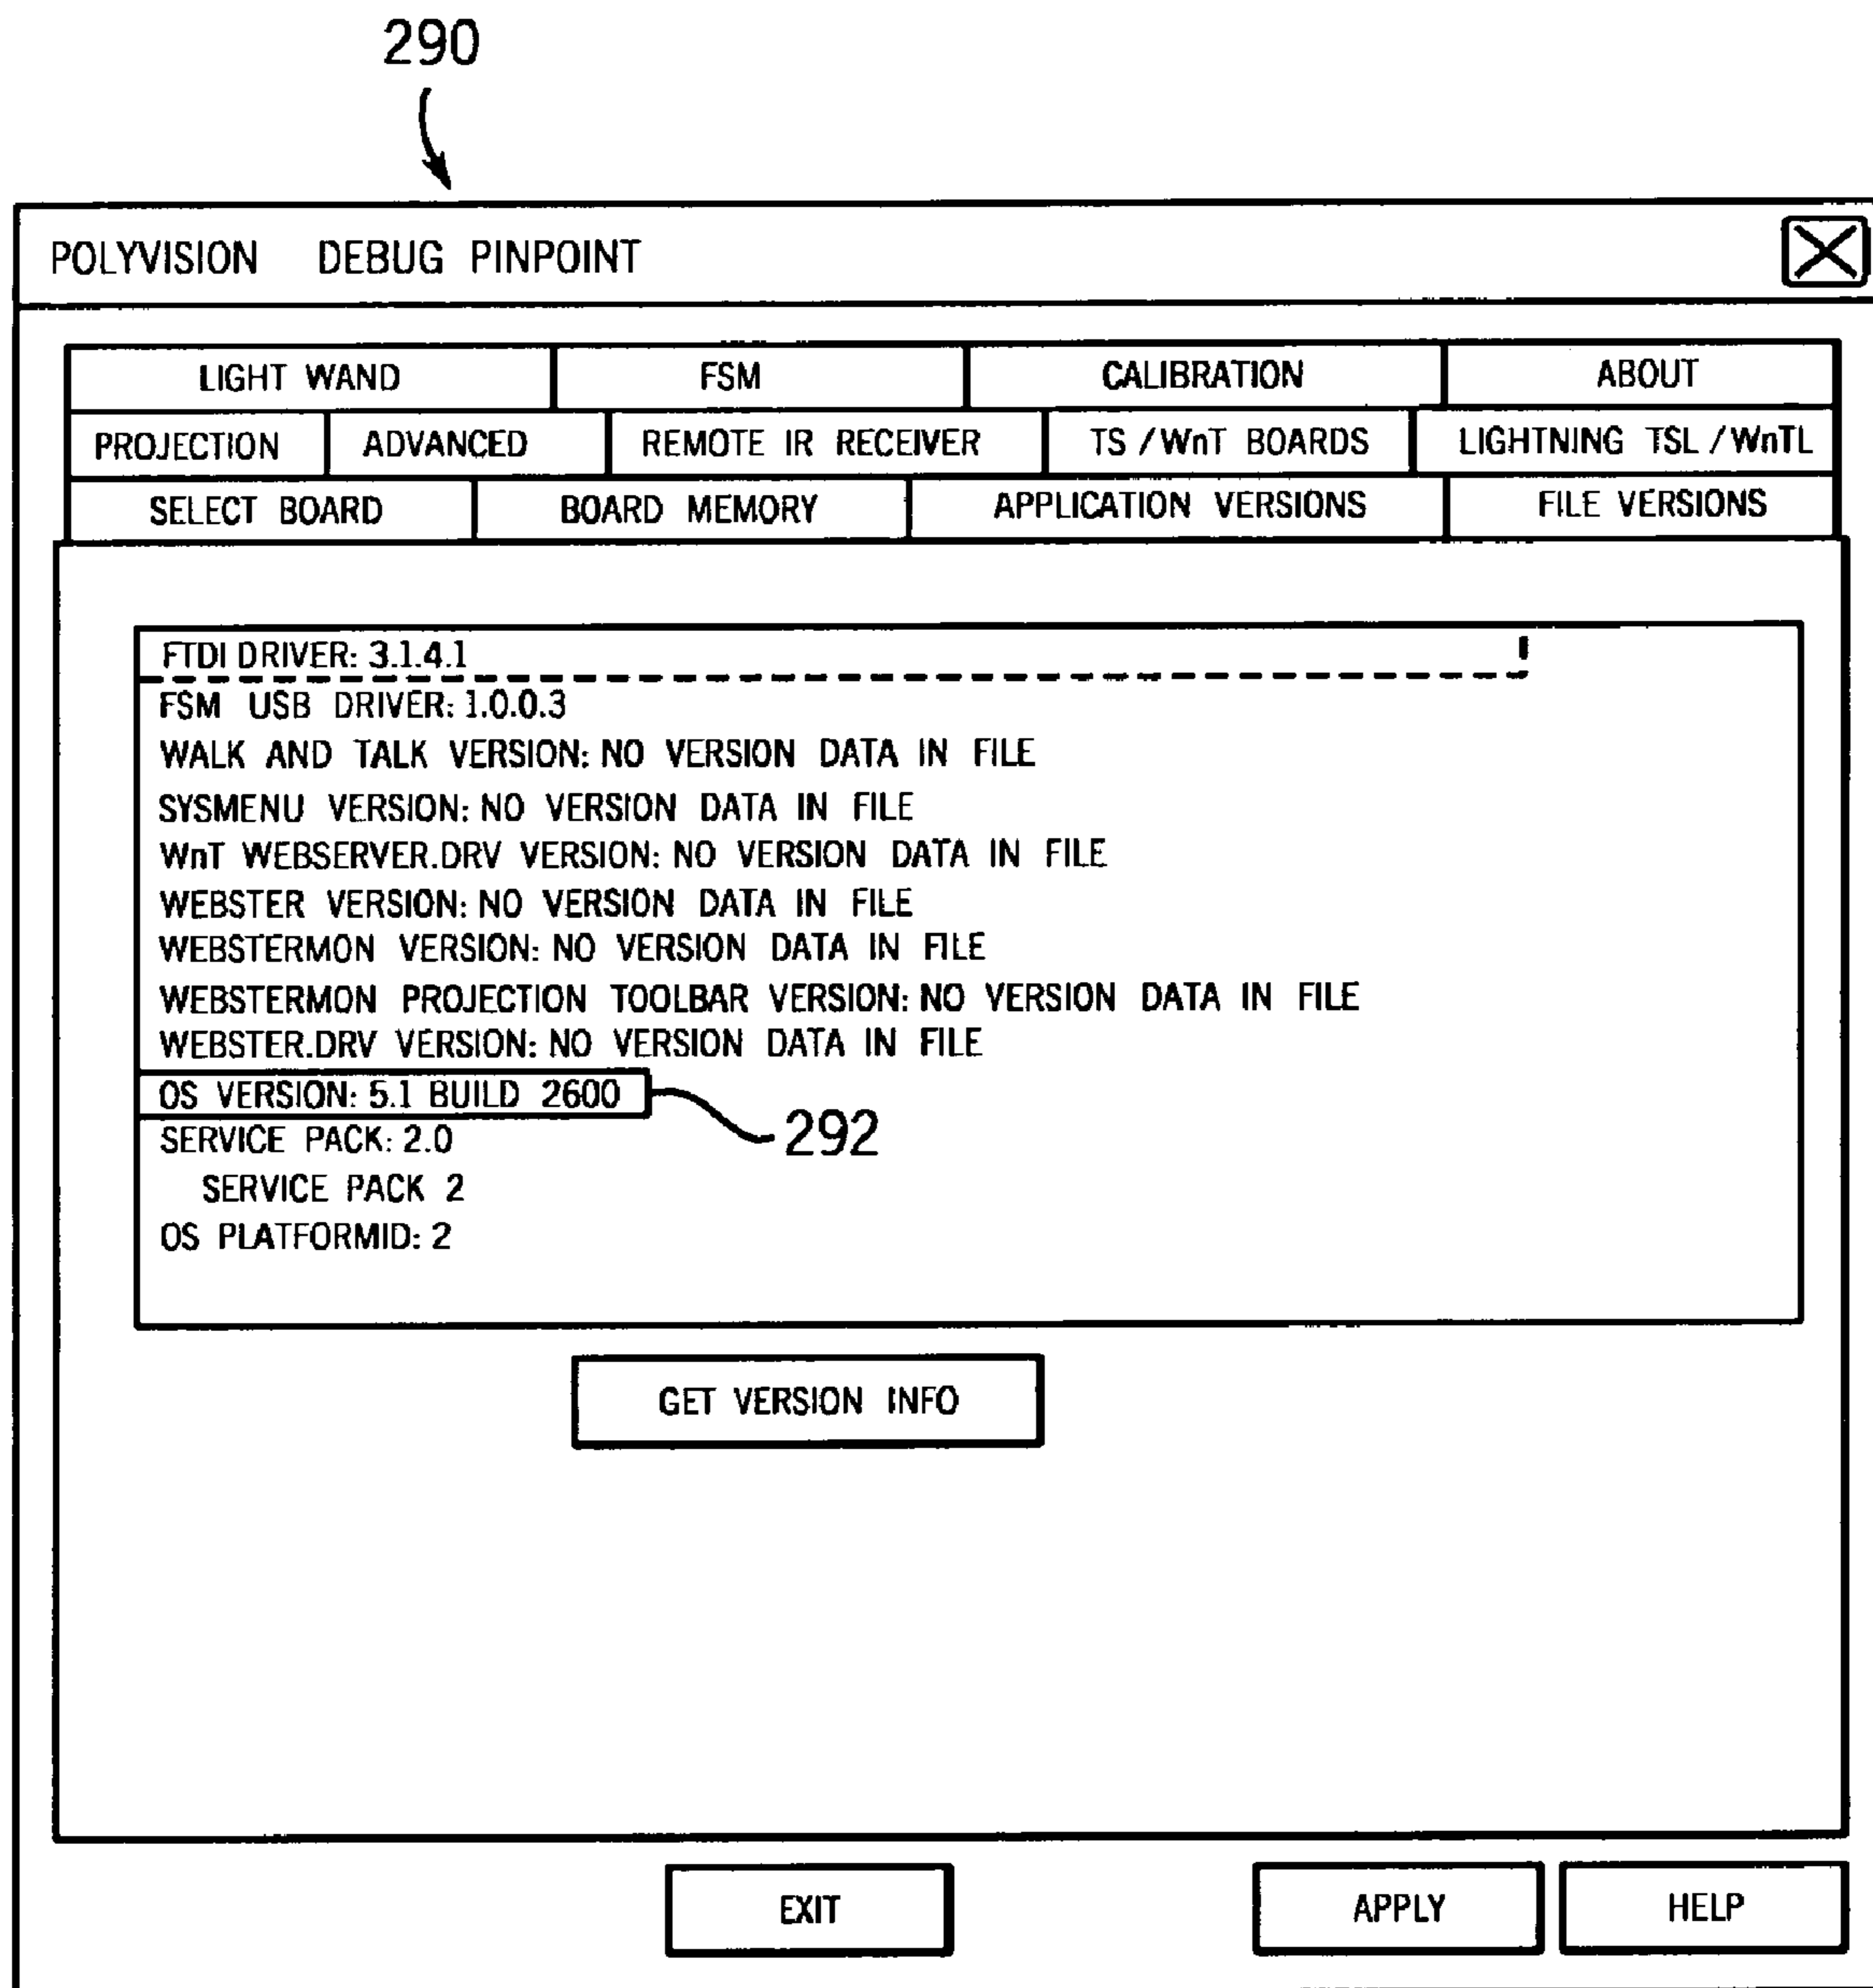 290
POLYVISION DEBUG PINPOINT
LIGHT WAND FSM CALIBRATION ABOUT
PROJECTION ADVANCED REMOTE IR RECEIVER TS / WnT BOARDS LIGHTNING TSL / WnTL
SELECT BOARD BOARD MEMORY APPLICATION VERSIONS FILE VERSIONS
FTDI DRIVER: 3.1.4.1
FSM USB DRIVER: 1.0.0.3
WALK AND TALK VERSION: NO VERSION DATA IN FILE
SYSMENU VERSION: NO VERSION DATA IN FILE
WnT WEBSERVER.DRV VERSION: NO VERSION DATA IN FILE
WEBSTER VERSION: NO VERSION DATA IN FILE
WEBSTERMON VERSION: NO VERSION DATA IN FILE
WEBSTERMON PROJECTION TOOLBAR VERSION: NO VERSION DATA IN FILE
WEBSTER.DRV VERSION: NO VERSION DATA IN FILE
OS VERSION: 5.1 BUILD 2600
292
SERVICE PACK: 2.0
SERVICE PACK 2
OS PLATFORMID: 2
GET VERSION INFO
EXIT APPLY HELP